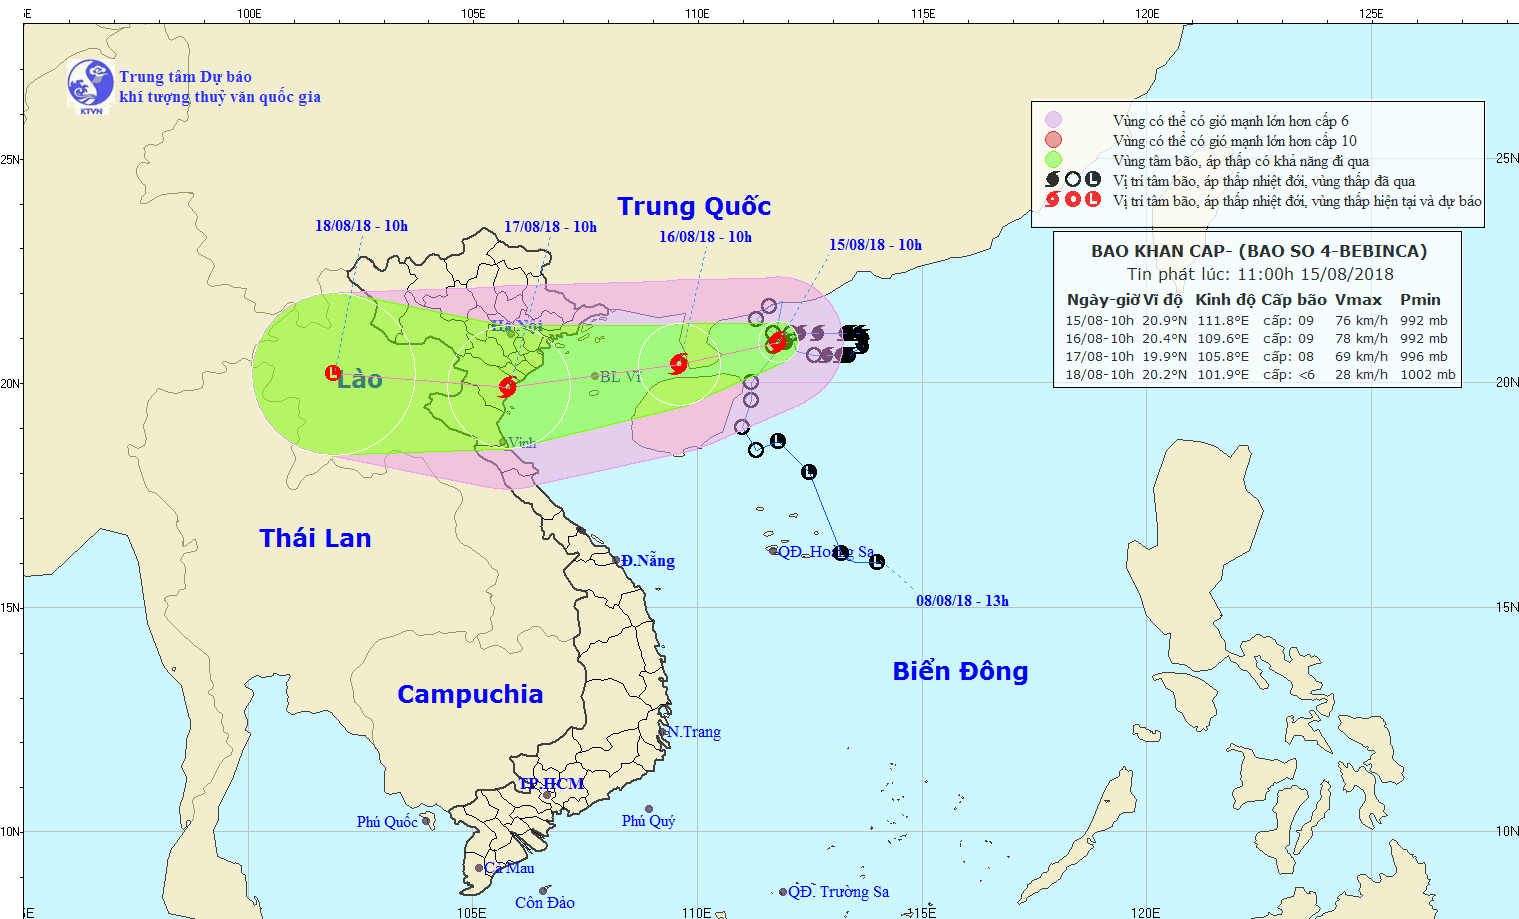 100E 105E 110E 115E 120E 125E
Trung tâm Dự báo
khí tượng thuỷ văn quốc gia
KTVN
Vùng có thể có gió mạnh lớn hơn cấp 6
Vùng có thể có gió mạnh lớn hơn cấp 10
Vùng tâm bão, áp thấp có khả năng đi qua
Vị trí tâm bão, áp thấp nhiệt đới, vùng thấp đã qua
Vị trí tâm bão, áp thấp nhiệt đới, vùng thấp hiện tại và dự báo
25N 25N
Trung Quốc
18/08/18 - 10h
17/08/18 - 10h
16/08/18 - 10h
15/08/18 - 10h
BAO KHAN CAP- (BAO SO 4-BEBINCA)
Tin phát lúc: 11:00h 15/08/2018
Ngày-giờ Vĩ độ Kinh độ Cấp bão Vmax Pmin
15/08-10h 20.9°N 111.8°E cấp: 09 76 km/h 992 mb
16/08-10h 20.4°N 109.6°E cấp: 09 78 km/h 992 mb
17/08-10h 19.9°N 105.8°E cấp: 08 69 km/h 996 mb
18/08-10h 20.2°N 101.9°E cấp: <6 28 km/h 1002 mb
Hà Nội
Lào
BL Vĩ
20N 20N
Vinh
Thái Lan
Đ.Nẵng
QĐ. Hoàng Sa
08/08/18 - 13h
15N 15N
Biển Đông
Campuchia
N.Trang
TP.HCM
Phú Quốc
Phú Quý
10N 10N
Cà Mau
Côn Đảo
QĐ. Trường Sa
105E 110E 115E 120E